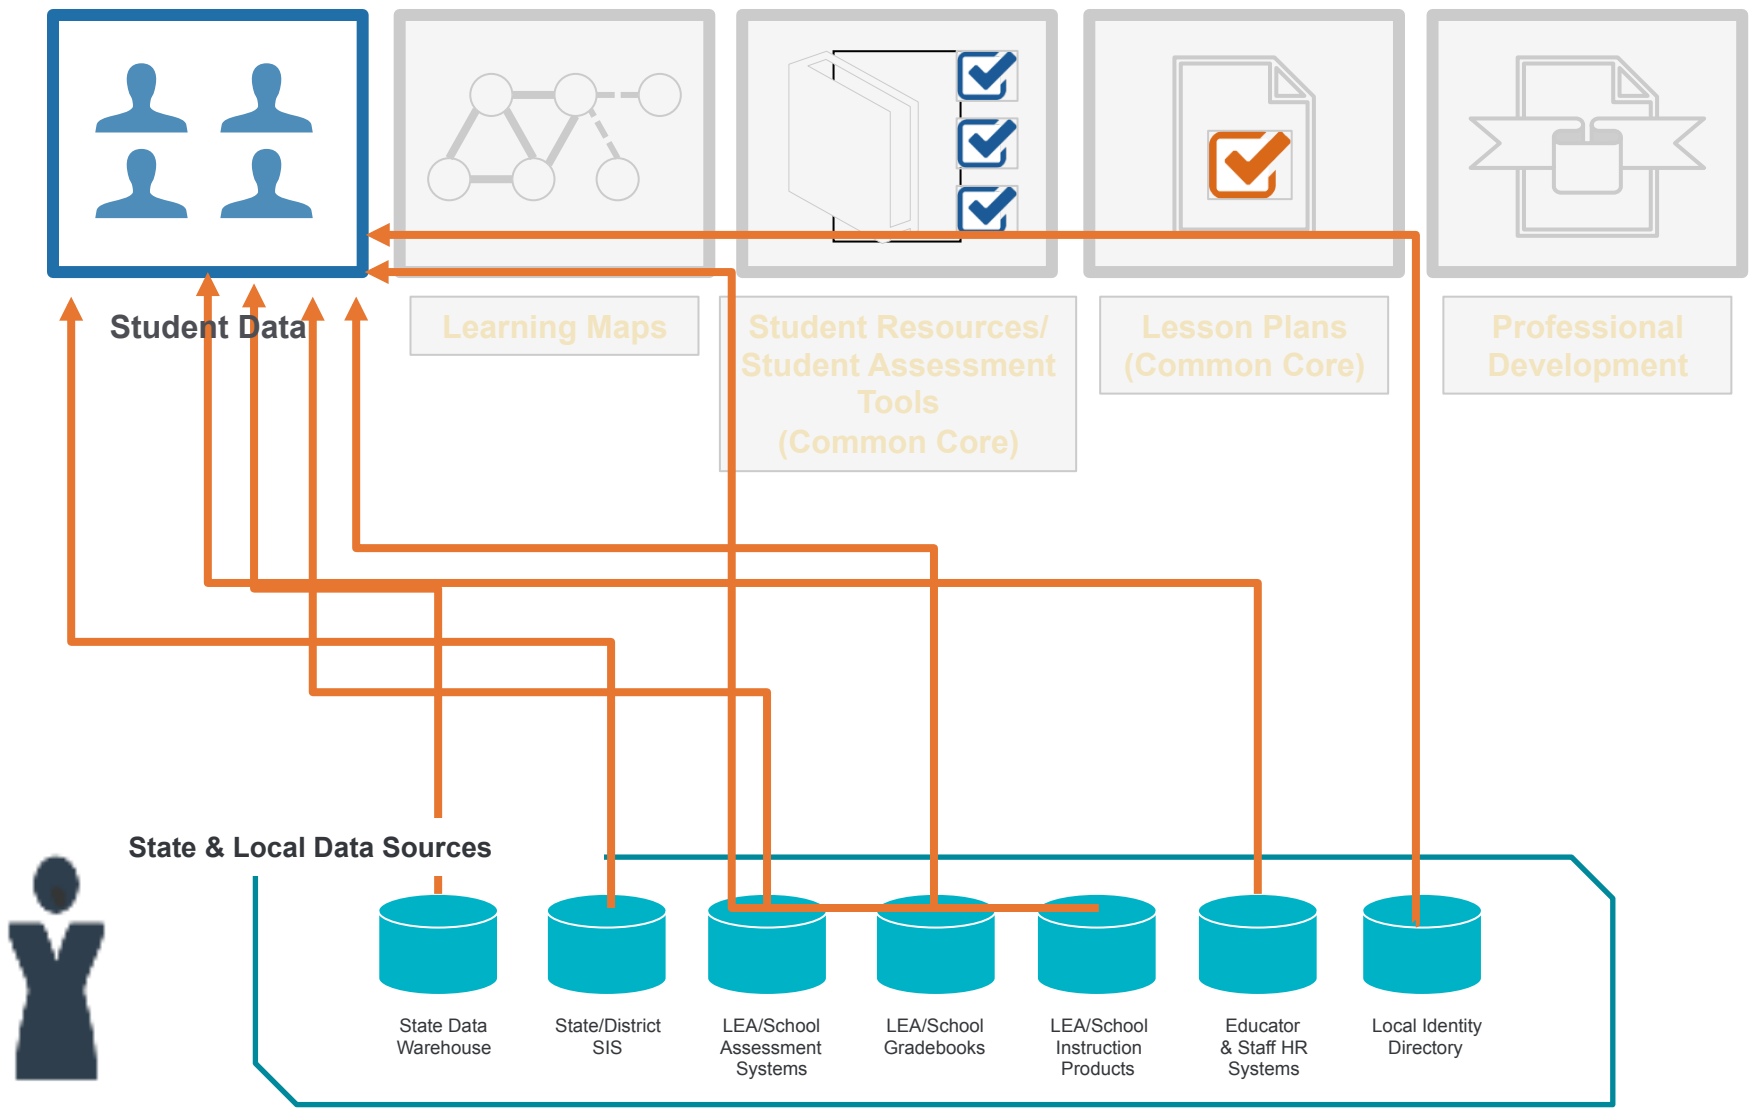 Student Data
Learning Maps
Student Resources/
Student Assessment
Tools
(Common Core)
Lesson Plans
(Common Core)
Professional
Development
State & Local Data Sources
State Data
Warehouse
State/District
SIS
LEA/School
Assessment
Systems
LEA/School
Gradebooks
LEA/School
Instruction
Products
Educator
& Staff HR
Systems
Local Identity
Directory